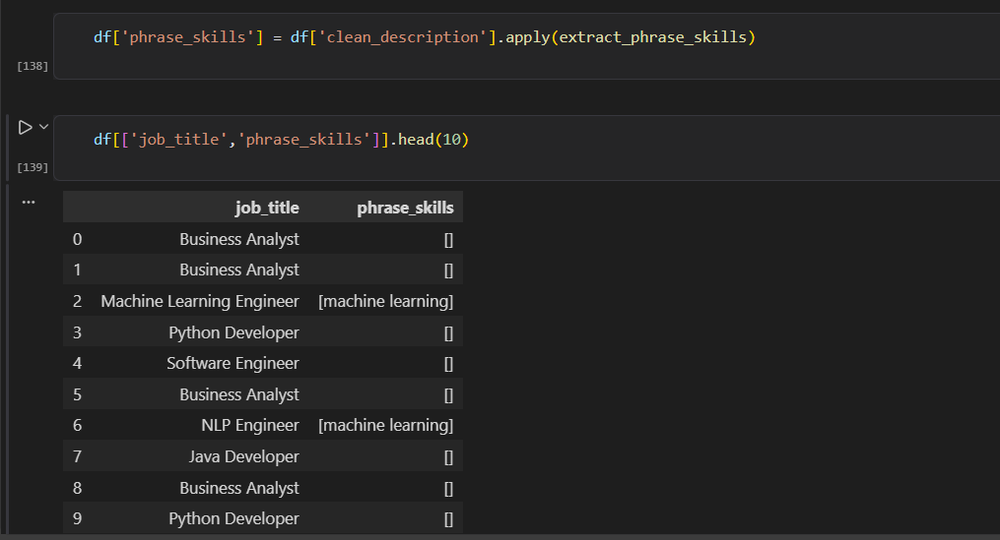 df['phrase_skills'] = df['clean_description'].apply(extract_phrase_skills)
[138]
df[['job_title','phrase_skills']].head(10)
[139]
...
job_title phrase_skills
0 Business Analyst []
1 Business Analyst []
2 Machine Learning Engineer [machine learning]
3 Python Developer []
4 Software Engineer []
5 Business Analyst []
6 NLP Engineer [machine learning]
7 Java Developer []
8 Business Analyst []
9 Python Developer []